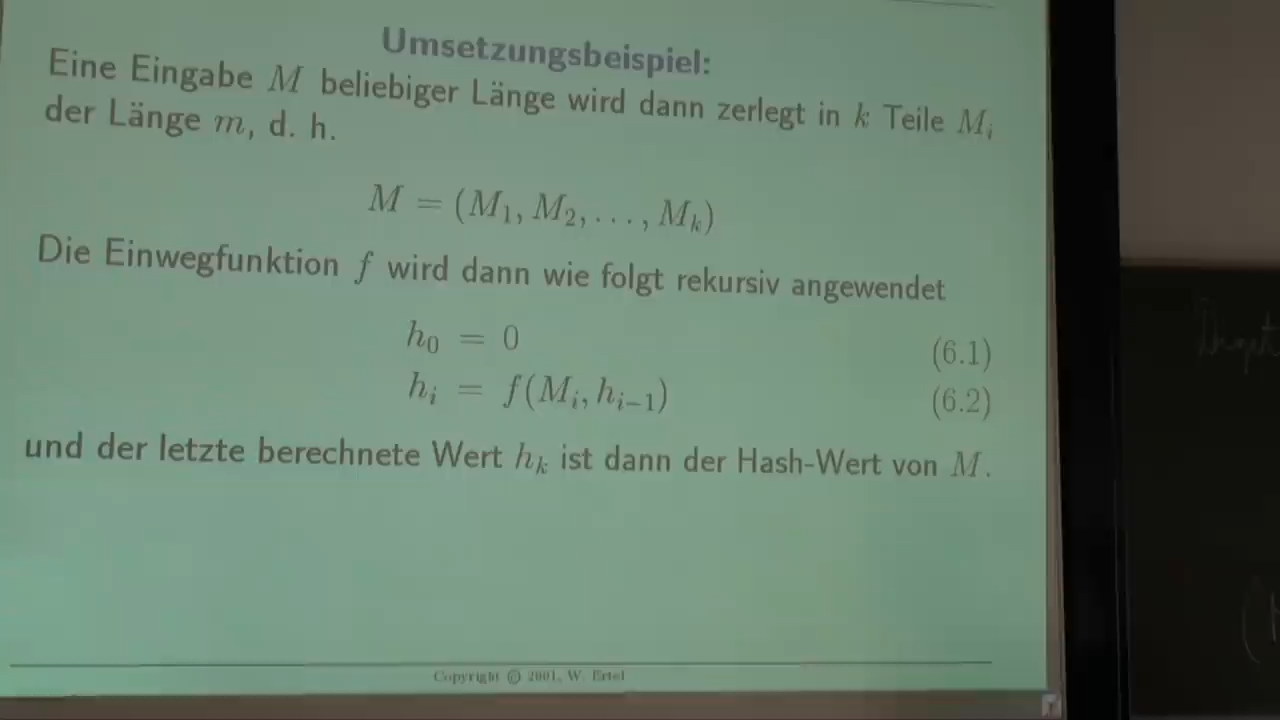 Umsetzungsbeispiel:
Eine Eingabe M beliebiger Länge wird dann zerlegt in k Teile M_i
der Länge m, d. h.
M = (M_1, M_2, . . . , M_k)
Die Einwegfunktion f wird dann wie folgt rekursiv angewendet
h_0 = 0 (6.1)
h_i = f(M_i, h_{i−1}) (6.2)
und der letzte berechnete Wert h_k ist dann der Hash-Wert von M.
Copyright © 2001, W. Ertel